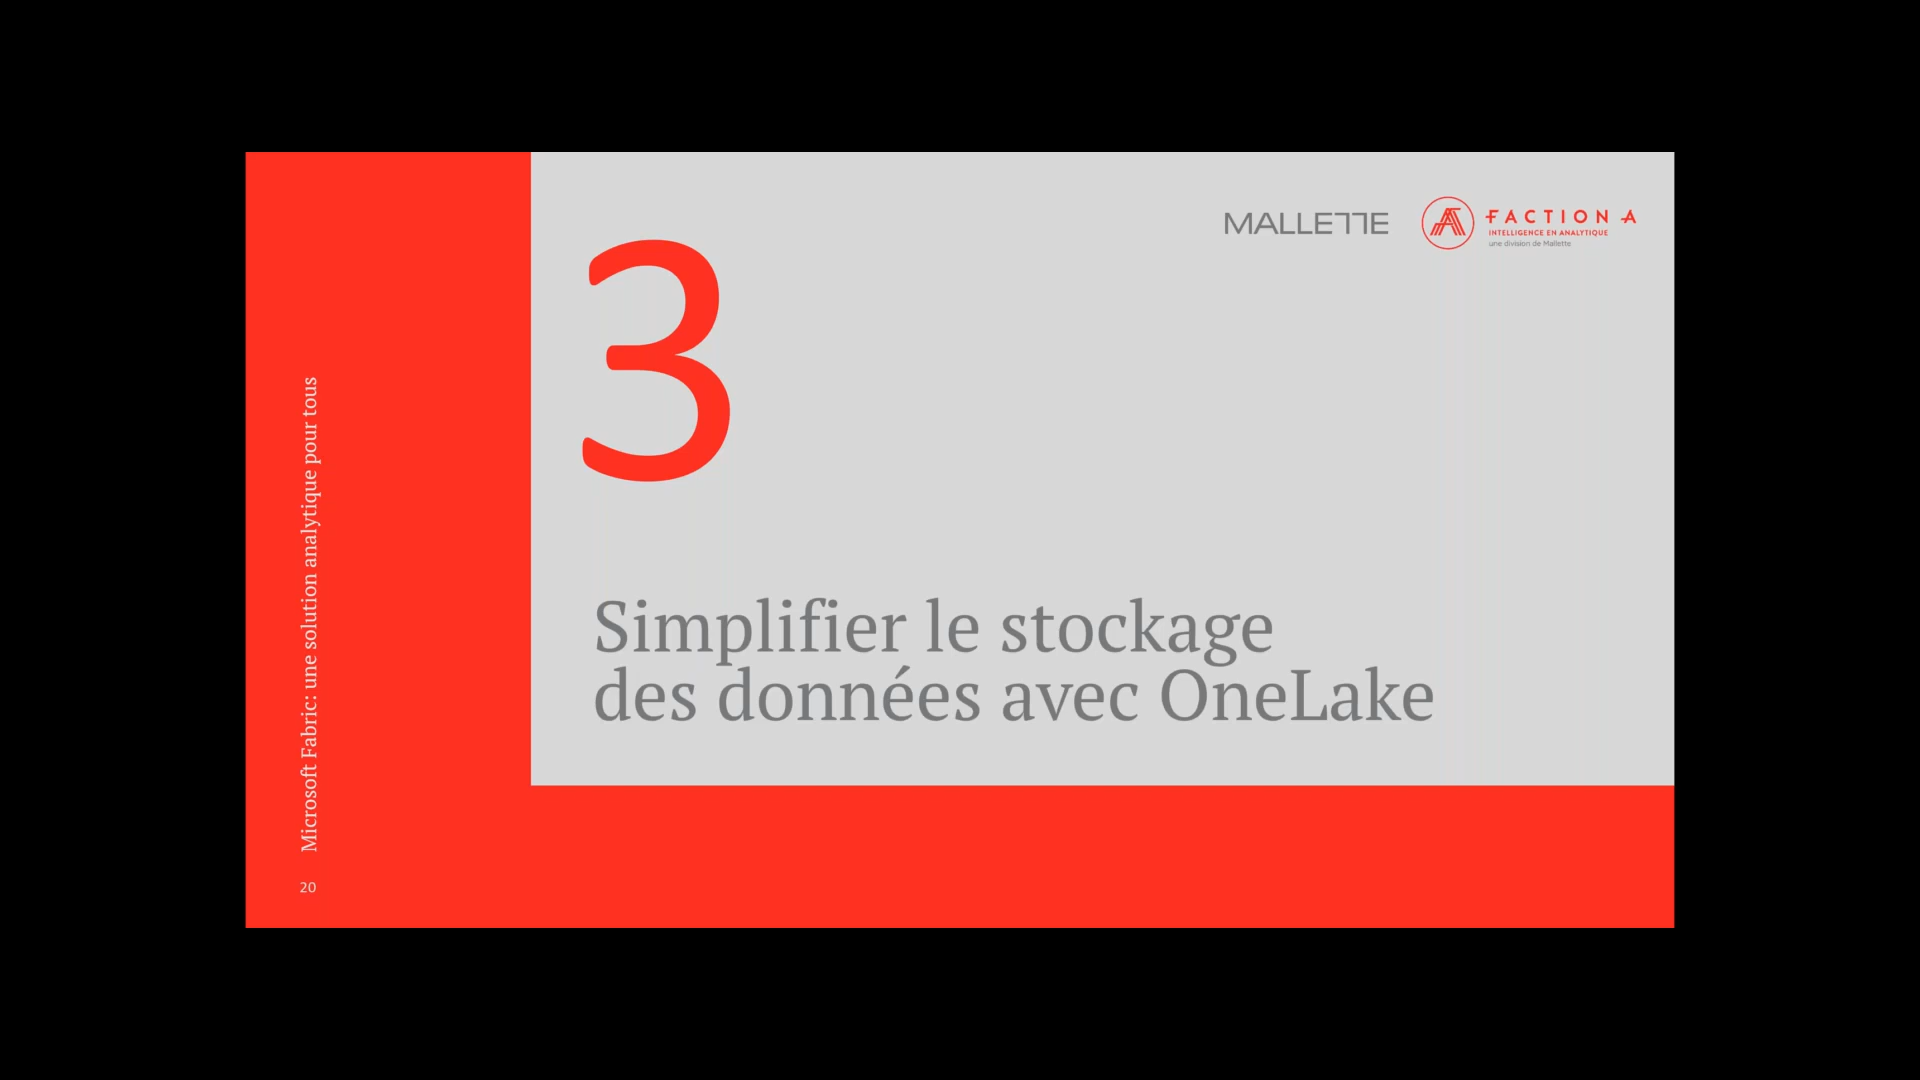 MALLETTE
FACTION A
INTELLIGENCE EN ANALYTIQUE
une division de Mallette
3
Simplifier le stockage
des données avec OneLake
Microsoft Fabric : une solution analytique pour tous
20